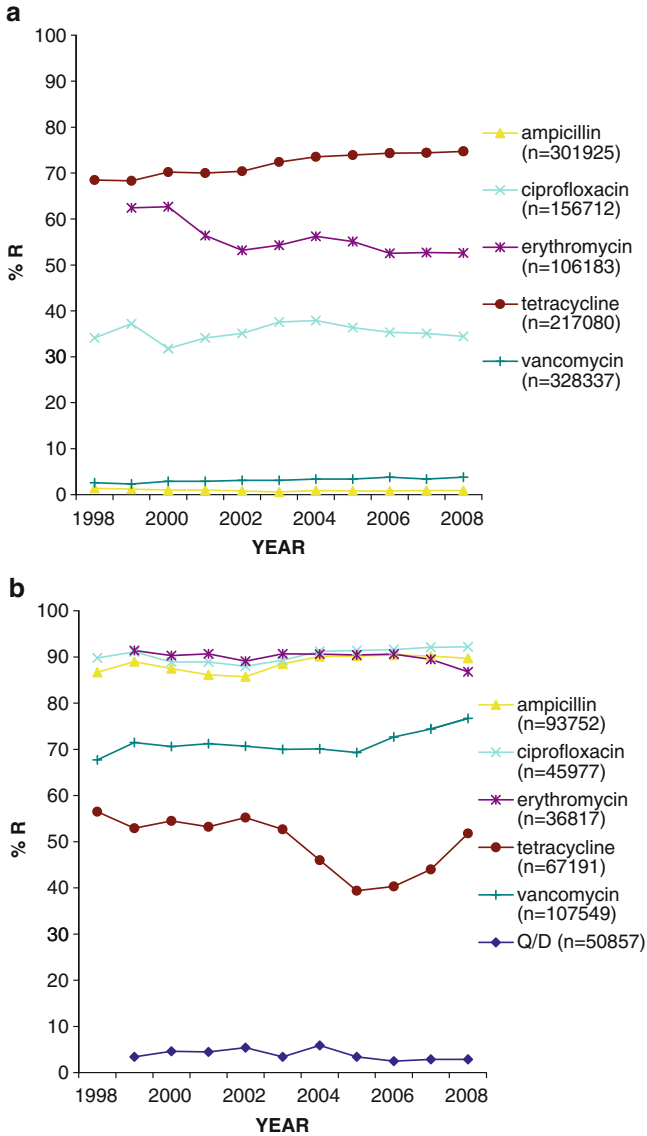 a
100
90
80
70
60
50
40
30
20
10
0
% R
1998 2000 2002 2004 2006 2008
YEAR
ampicillin
(n=301925)
ciprofloxacin
(n=156712)
erythromycin
(n=106183)
tetracycline
(n=217080)
vancomycin
(n=328337)
b
100
90
80
70
60
50
40
30
20
10
0
% R
1998 2000 2002 2004 2006 2008
YEAR
ampicillin
(n=93752)
ciprofloxacin
(n=45977)
erythromycin
(n=36817)
tetracycline
(n=67191)
vancomycin
(n=107549)
Q/D (n=50857)